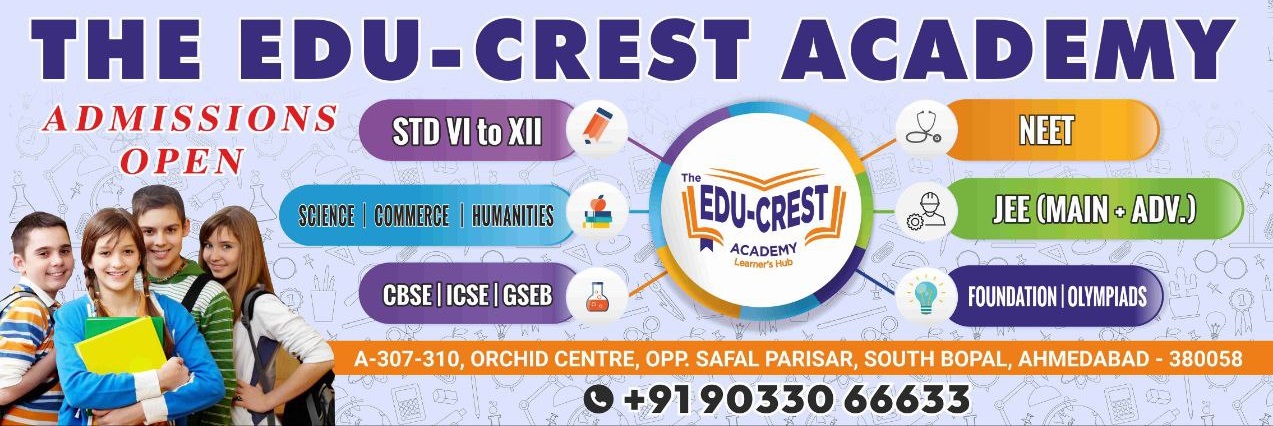 THE EDU-CREST ACADEMY
ADMISSIONS
OPEN
STD VI to XII
SCIENCE | COMMERCE | HUMANITIES
CBSE | ICSE | GSEB
The
EDU-CREST
ACADEMY
Learner's Hub
NEET
JEE (MAIN + ADV.)
FOUNDATION | OLYMPIADS
A-307-310, ORCHID CENTRE, OPP. SAFAL PARISAR, SOUTH BOPAL, AHMEDABAD - 380058
+91 90330 66633